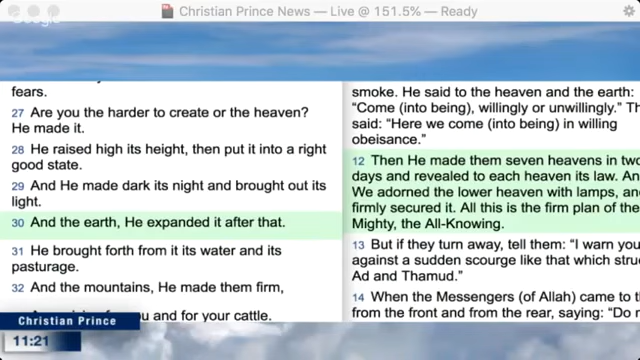 Christian Prince News — Live @ 151.5% — Ready
fears.
27 Are you the harder to create or the heaven?
He made it.
28 He raised high its height, then put it into a right
good state.
29 And He made dark its night and brought out its
light.
30 And the earth, He expanded it after that.
31 He brought forth from it its water and its
pasturage.
32 And the mountains, He made them firm,
you and for your cattle.
smoke. He said to the heaven and the earth:
“Come (into being), willingly or unwillingly.” Th
said: “Here we come (into being) in willing
obeisance.”
12 Then He made them seven heavens in two
days and revealed to each heaven its law. An
We adorned the lower heaven with lamps, and
firmly secured it. All this is the firm plan of the
Mighty, the All-Knowing.
13 But if they turn away, tell them: “I warn you
against a sudden scourge like that which stru
Ad and Thamud.”
14 When the Messengers (of Allah) came to t
from the front and from the rear, saying: “Do n
Christian Prince
11:21